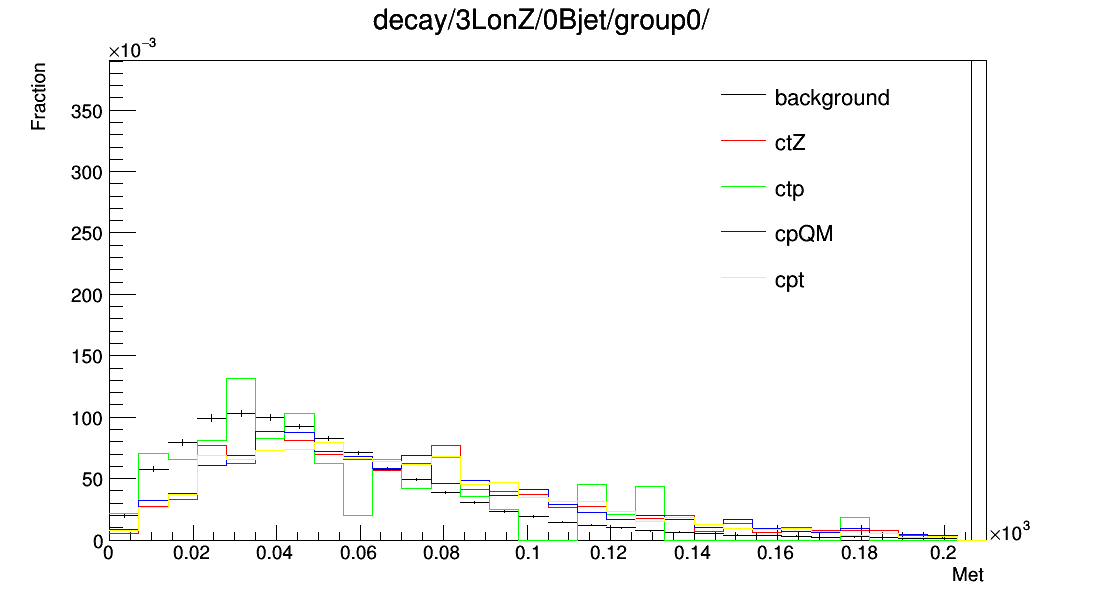 decay/3LonZ/0Bjet/group0/
×10⁻³
Fraction
350
300
250
200
150
100
50
0
background
ctZ
ctp
cpQM
cpt
0 0.02 0.04 0.06 0.08 0.1 0.12 0.14 0.16 0.18 0.2
×10³
Met